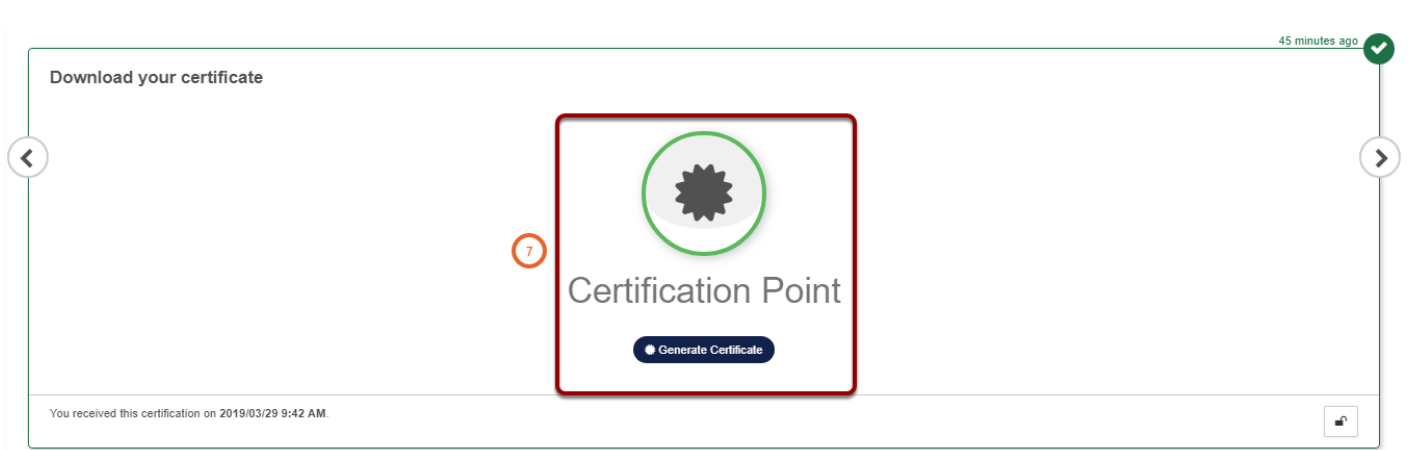 45 minutes ago
Download your certificate
7
Certification Point
Generate Certificate
You received this certification on 2019/03/29 9:42 AM.